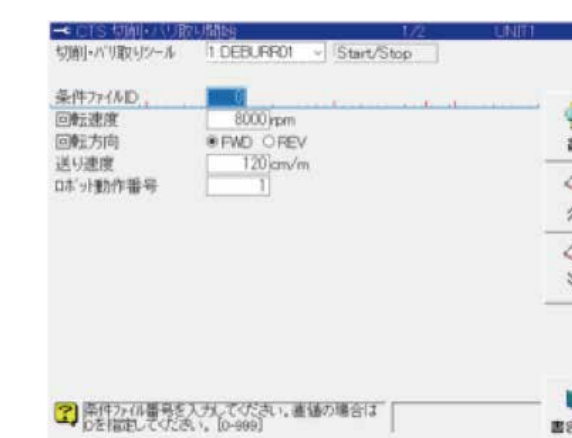 CTS 切削・バリ取り開始 1/2 UNIT1
切削・バリ取りツール 1 DEBURR01 Start/Stop
条件ファイルID 0
回転速度 8000 rpm
回転方向 FWD REV
送り速度 120 cm/m
ロボット動作番号 1
条件ファイル番号を入力してください。直値の場合は
0を指定してください。[0-999]